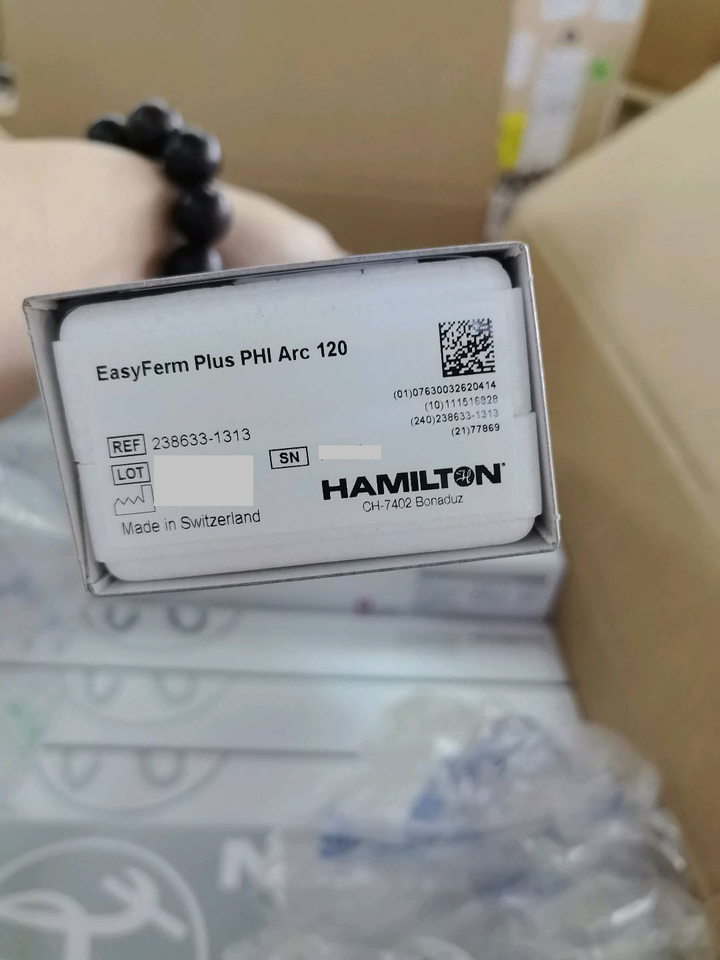 EasyFerm Plus PHI Arc 120
(01)07630032620414
(10)111516828
(240)238633-1313
(21)77869
REF 238633-1313
LOT
SN
HAMILTON
CH-7402 Bonaduz
Made in Switzerland
N